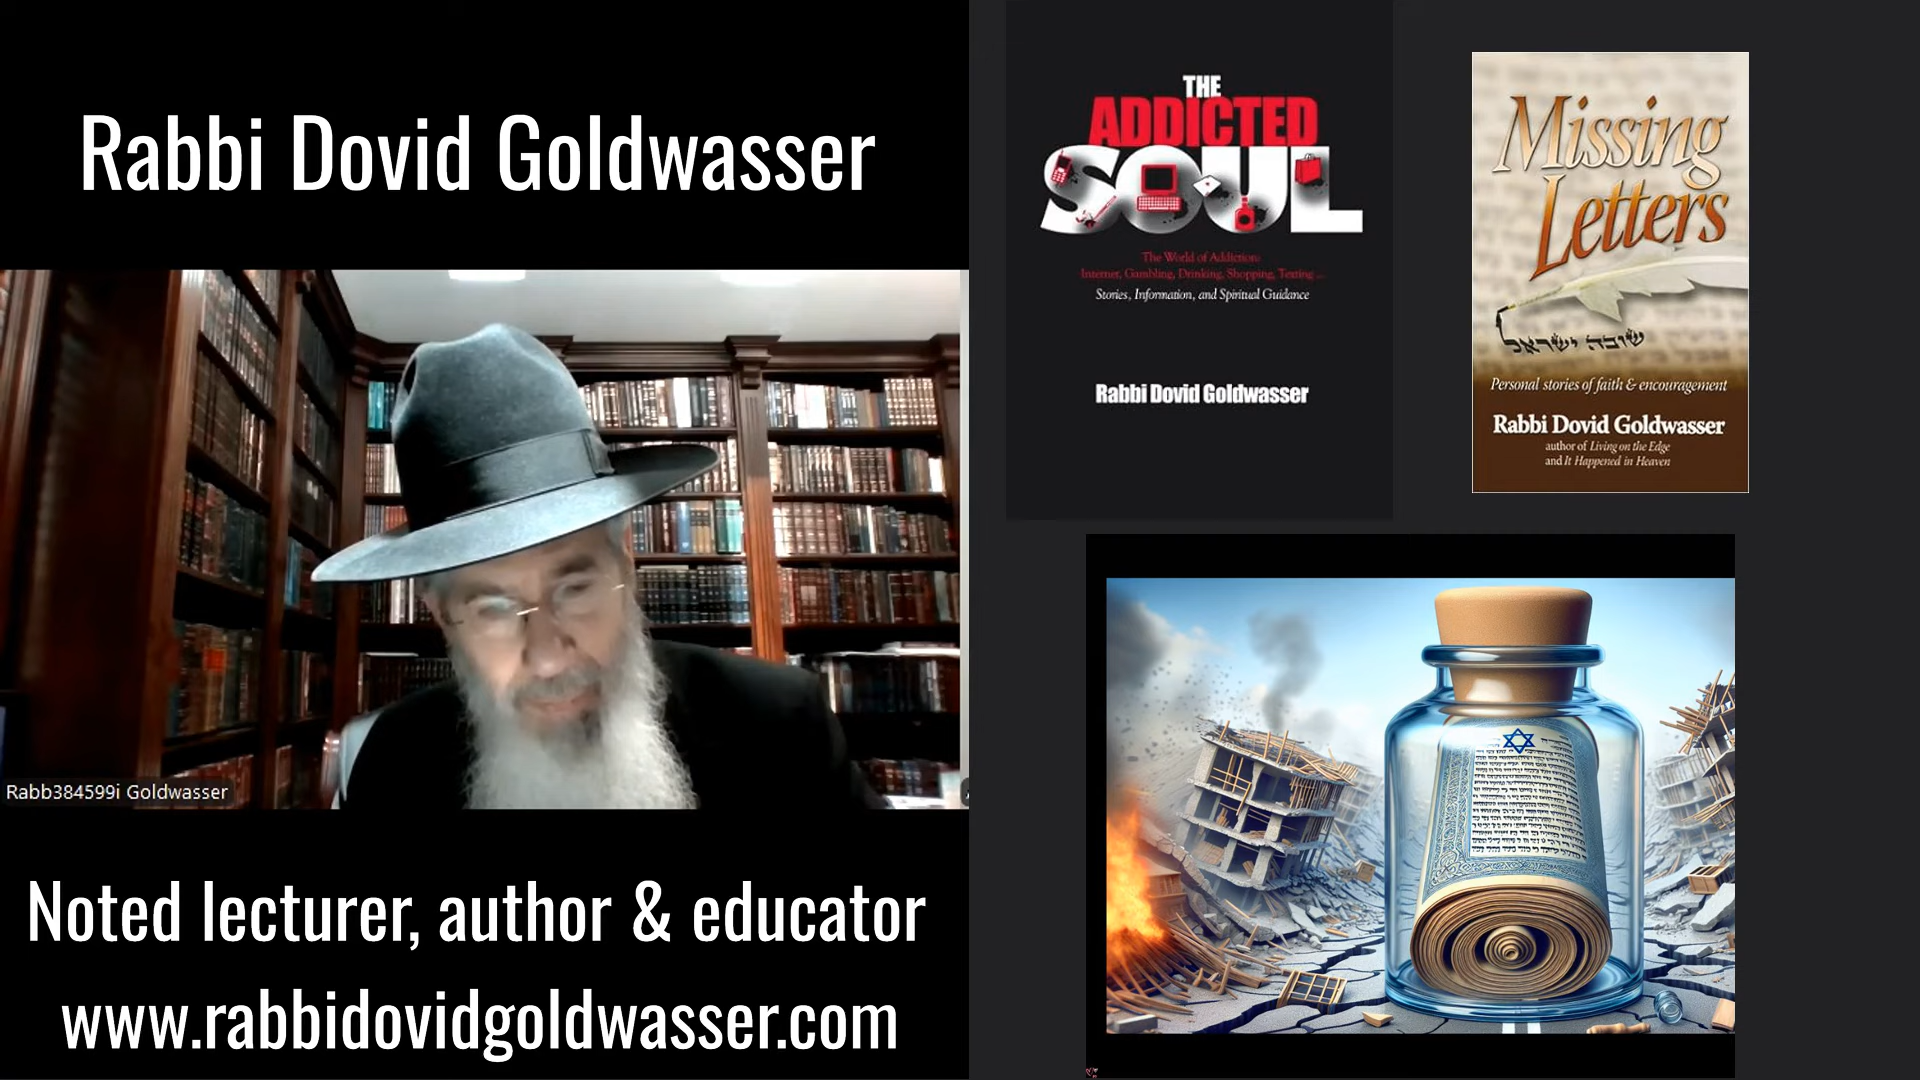 Rabbi Dovid Goldwasser
Rabb384599i Goldwasser
Noted lecturer, author & educator
www.rabbidovidgoldwasser.com
THE
ADDICTED
SOUL
The World of Addiction:
Internet, Gambling, Drinking, Shopping, Texting ...
Stories, Information, and Spiritual Guidance
Rabbi Dovid Goldwasser
Missing
Letters
שובה ישראל
Personal stories of faith & encouragement
Rabbi Dovid Goldwasser
author of Living on the Edge
and It Happened in Heaven